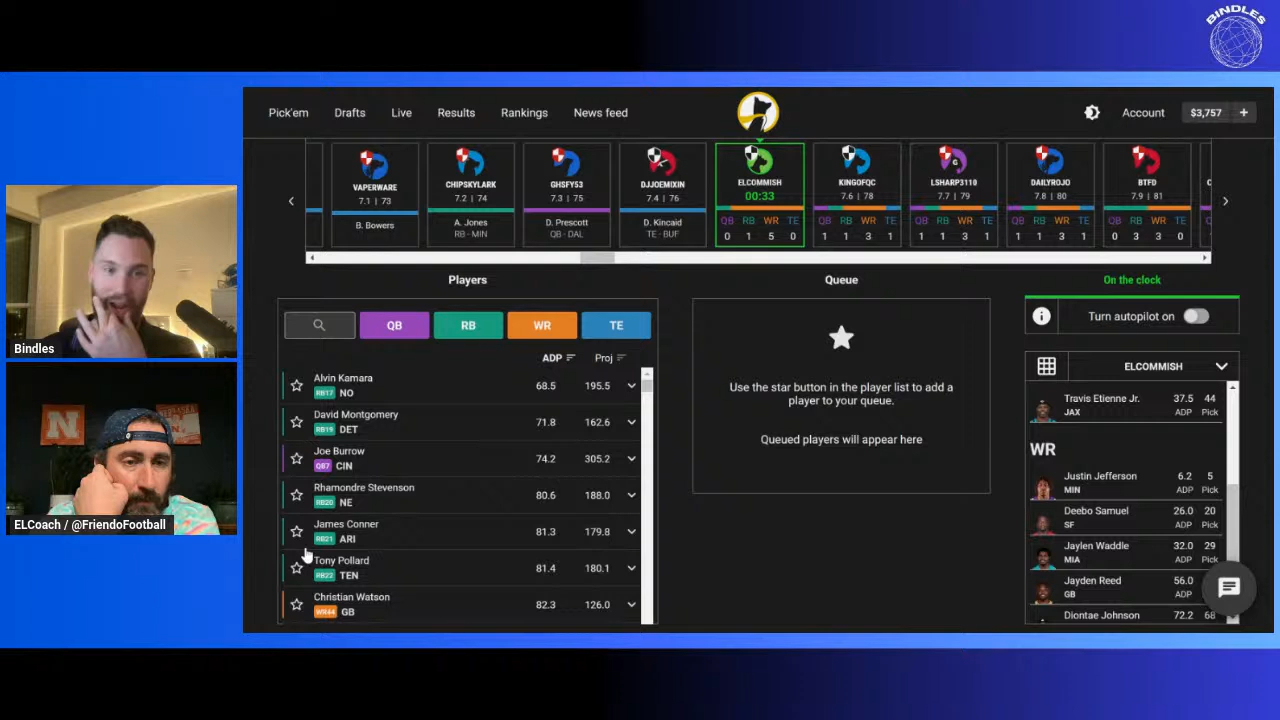 BINDLES
Pick'em Drafts Live Results Rankings News feed Account $3,757 +
VAPERWARE
7.1 | 73
B. Bowers
CHIPSKYLARK
7.2 | 74
A. Jones
RB - MIN
GHSFY53
7.3 | 75
D. Prescott
QB - DAL
DJJOEMIXIN
7.4 | 76
D. Kincaid
TE - BUF
ELCOMMISH
00:33
QB RB WR TE
0 1 5 0
KINGOFQC
7.6 | 78
QB RB WR TE
1 1 3 1
G
LSHARP3110
7.7 | 79
QB RB WR TE
1 1 3 1
DAILYROJO
7.8 | 80
QB RB WR TE
1 1 3 1
BTFD
7.9 | 81
QB RB WR TE
0 3 3 0
Players
QB RB WR TE
ADP Proj
Alvin Kamara
RB17 NO 68.5 195.5
David Montgomery
RB19 DET 71.8 162.6
Joe Burrow
QB7 CIN 74.2 305.2
Rhamondre Stevenson
RB20 NE 80.6 188.0
James Conner
RB21 ARI 81.3 179.8
Tony Pollard
RB22 TEN 81.4 180.1
Christian Watson
WR44 GB 82.3 126.0
Queue
Use the star button in the player list to add a
player to your queue.
Queued players will appear here
On the clock
Turn autopilot on
ELCOMMISH
Travis Etienne Jr. 37.5 44
JAX ADP Pick
WR
Justin Jefferson 6.2 5
MIN ADP Pick
Deebo Samuel 26.0 20
SF ADP Pick
Jaylen Waddle 32.0 29
MIA ADP Pick
Jayden Reed 56.0
GB ADP
Diontae Johnson 72.2 68
Bindles
N
N
ELCoach / @FriendoFootball